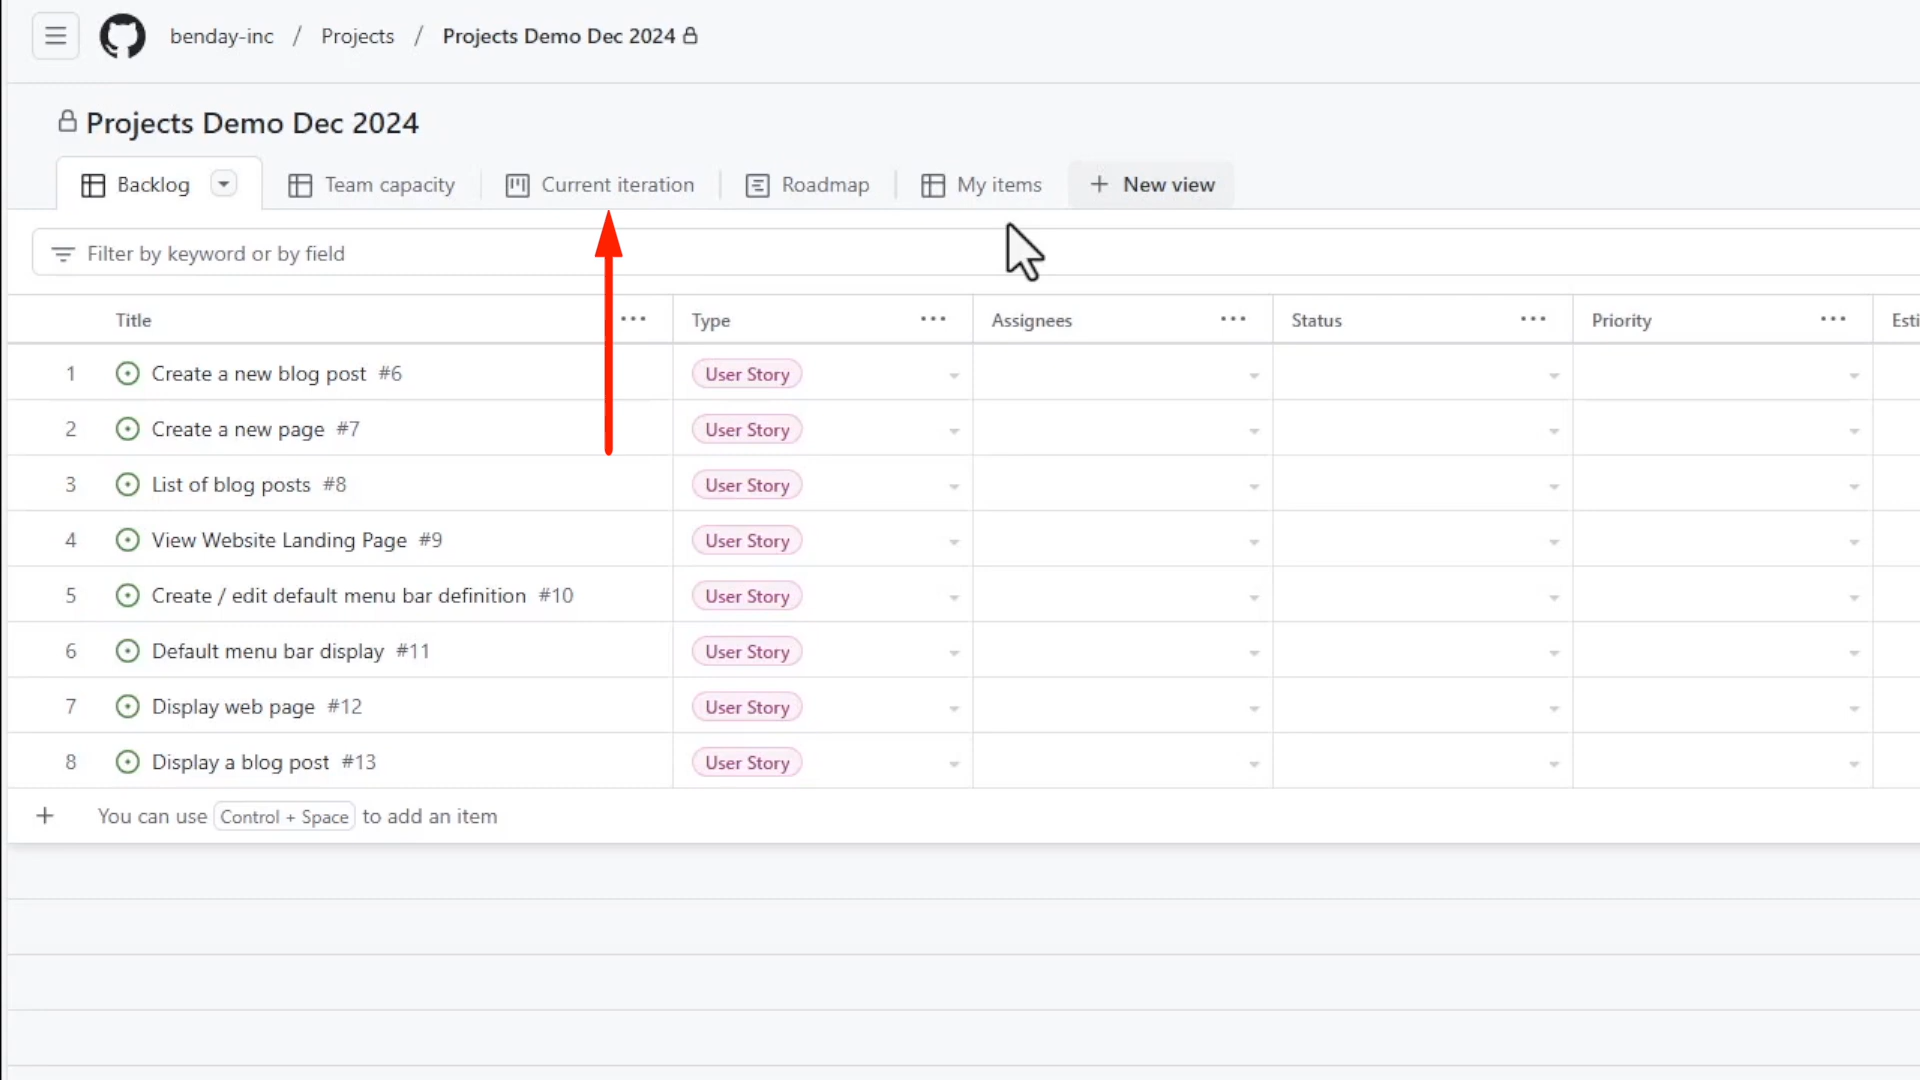 benday-inc / Projects / Projects Demo Dec 2024
Projects Demo Dec 2024
Backlog Team capacity Current iteration Roadmap My items + New view
Filter by keyword or by field
Title ... Type ... Assignees ... Status ... Priority ... Esti
1 Create a new blog post #6 User Story
2 Create a new page #7 User Story
3 List of blog posts #8 User Story
4 View Website Landing Page #9 User Story
5 Create / edit default menu bar definition #10 User Story
6 Default menu bar display #11 User Story
7 Display web page #12 User Story
8 Display a blog post #13 User Story
+ You can use Control + Space to add an item